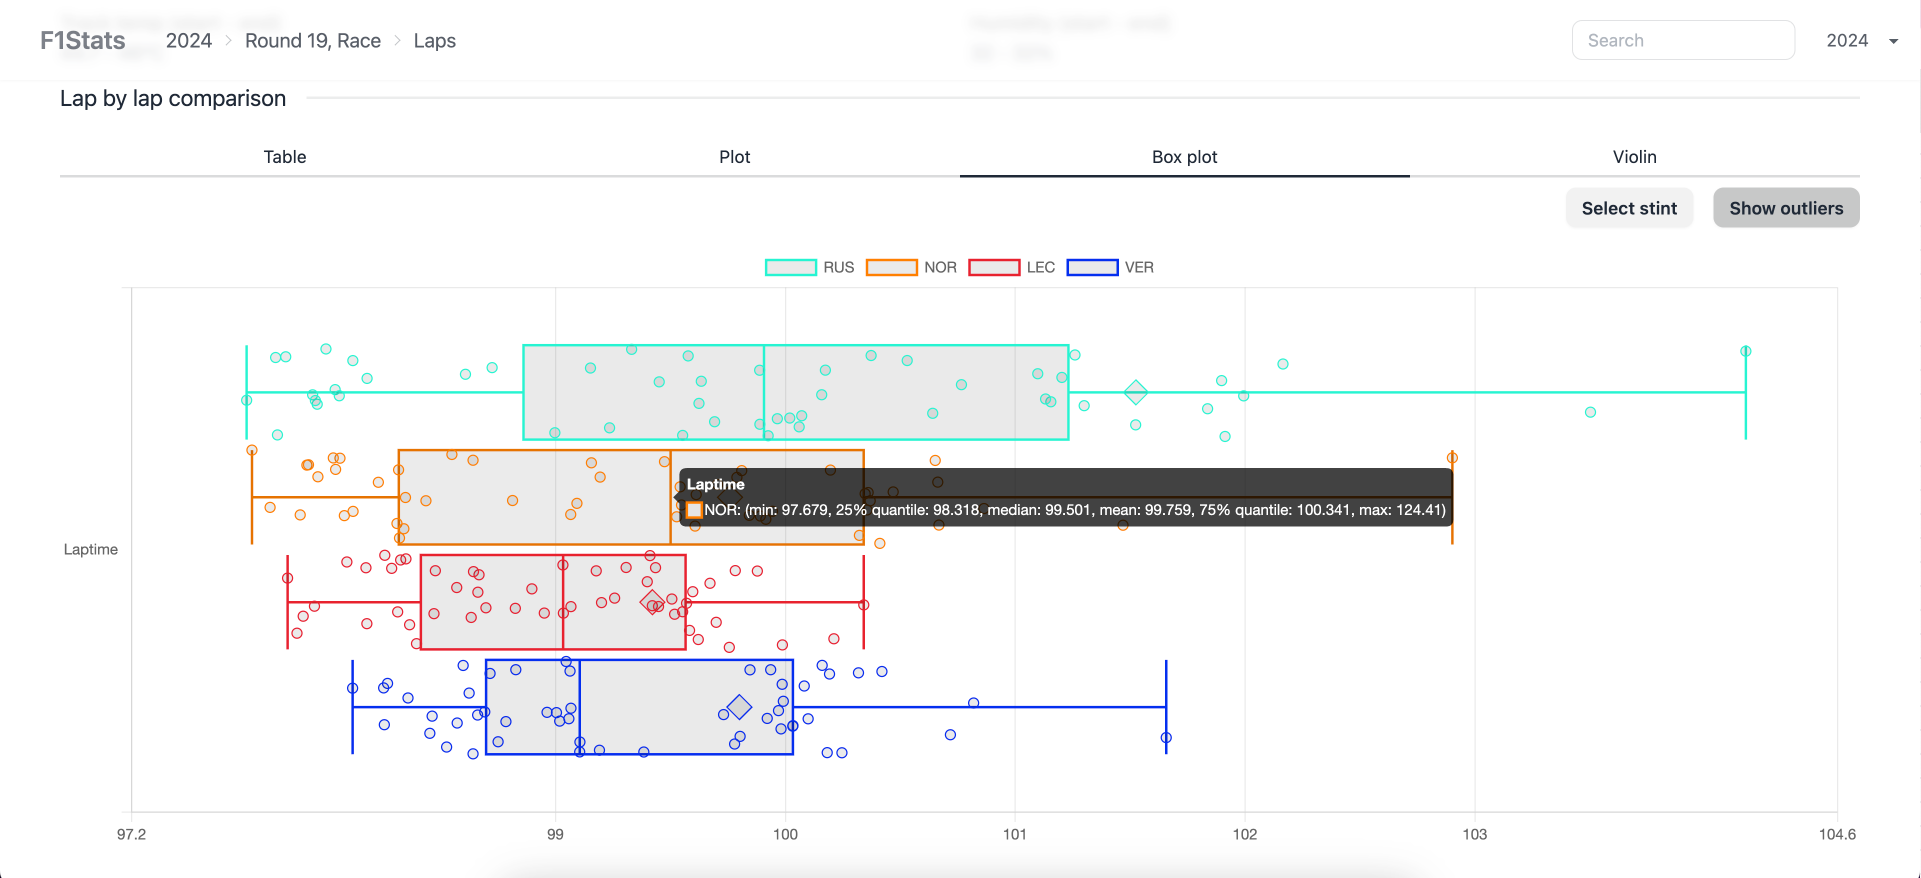 F1Stats 2024 Round 19, Race Laps Search 2024
Lap by lap comparison
Table Plot Box plot Violin
Select stint Show outliers
RUS NOR LEC VER
Laptime
NOR: (min: 97.679, 25% quantile: 98.318, median: 99.501, mean: 99.759, 75% quantile: 100.341, max: 124.41)
Laptime
97.2 99 100 101 102 103 104.6